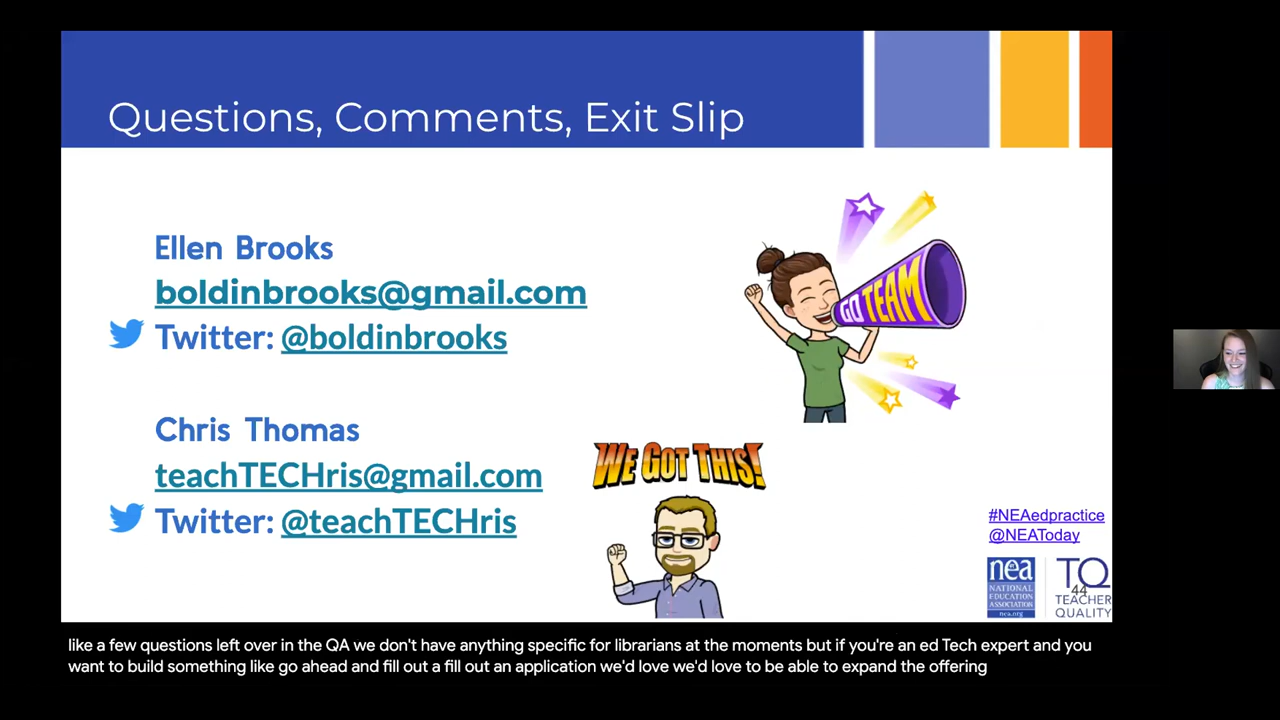 Questions, Comments, Exit Slip
Ellen Brooks
boldinbrooks@gmail.com
Twitter: @boldinbrooks
GO TEAM
Chris Thomas
teachTECHris@gmail.com
Twitter: @teachTECHris
WE GOT THIS!
#NEAedpractice
@NEAToday
nea
NATIONAL
EDUCATION
ASSOCIATION
nea.org
TQ
44
TEACHER
QUALITY
like a few questions left over in the QA we don't have anything specific for librarians at the moments but if you're an ed Tech expert and you
want to build something like go ahead and fill out a fill out an application we'd love we'd love to be able to expand the offering